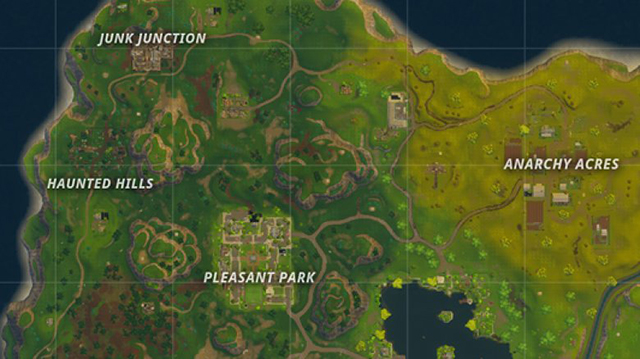 JUNK JUNCTION
ANARCHY ACRES
HAUNTED HILLS
PLEASANT PARK